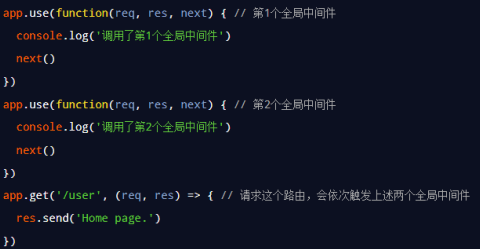 app.use(function(req, res, next) { // 第1个全局中间件
  console.log('调用了第1个全局中间件')
  next()
})
app.use(function(req, res, next) { // 第2个全局中间件
  console.log('调用了第2个全局中间件')
  next()
})
app.get('/user', (req, res) => { // 请求这个路由，会依次触发上述两个全局中间件
  res.send('Home page.')
})